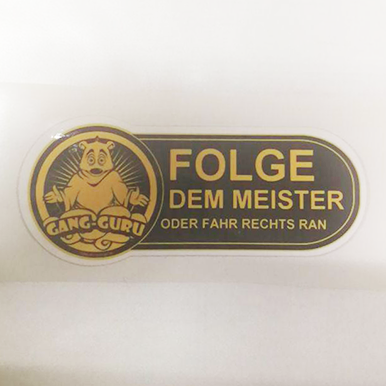 GANG-GURU
FOLGE
DEM MEISTER
ODER FAHR RECHTS RAN